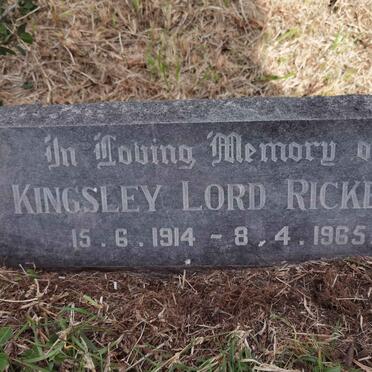 In Loving Memory o
KINGSLEY LORD RICKE
15.6.1914 - 8.4.1965